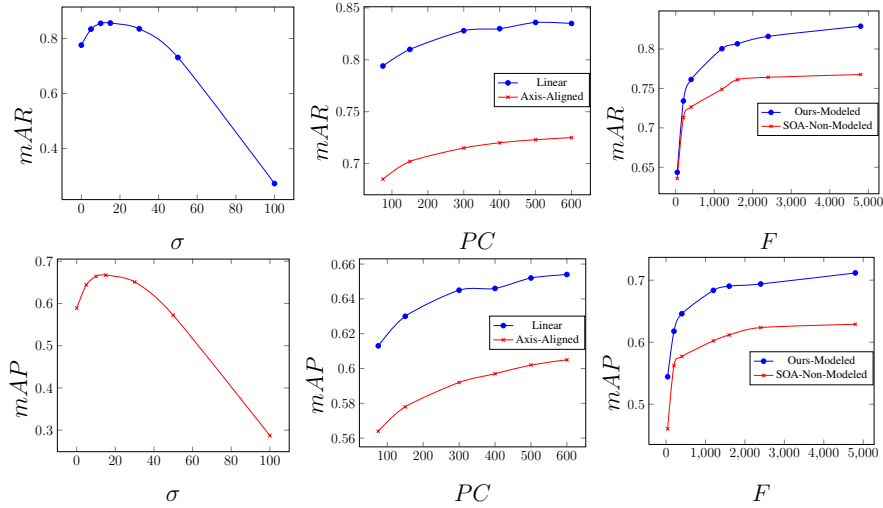 mAR
0.8
0.6
0.4
0 20 40 60 80 100
σ
mAR
0.85
0.8
0.75
0.7
Linear
Axis-Aligned
100 200 300 400 500 600
PC
mAR
0.8
0.75
0.7
0.65
Ours-Modeled
SOA-Non-Modeled
0 1,000 2,000 3,000 4,000 5,000
F
mAP
0.7
0.6
0.5
0.4
0.3
0 20 40 60 80 100
σ
mAP
0.66
0.64
0.62
0.6
0.58
0.56
Linear
Axis-Aligned
100 200 300 400 500 600
PC
mAP
0.7
0.6
0.5
Ours-Modeled
SOA-Non-Modeled
0 1,000 2,000 3,000 4,000 5,000
F